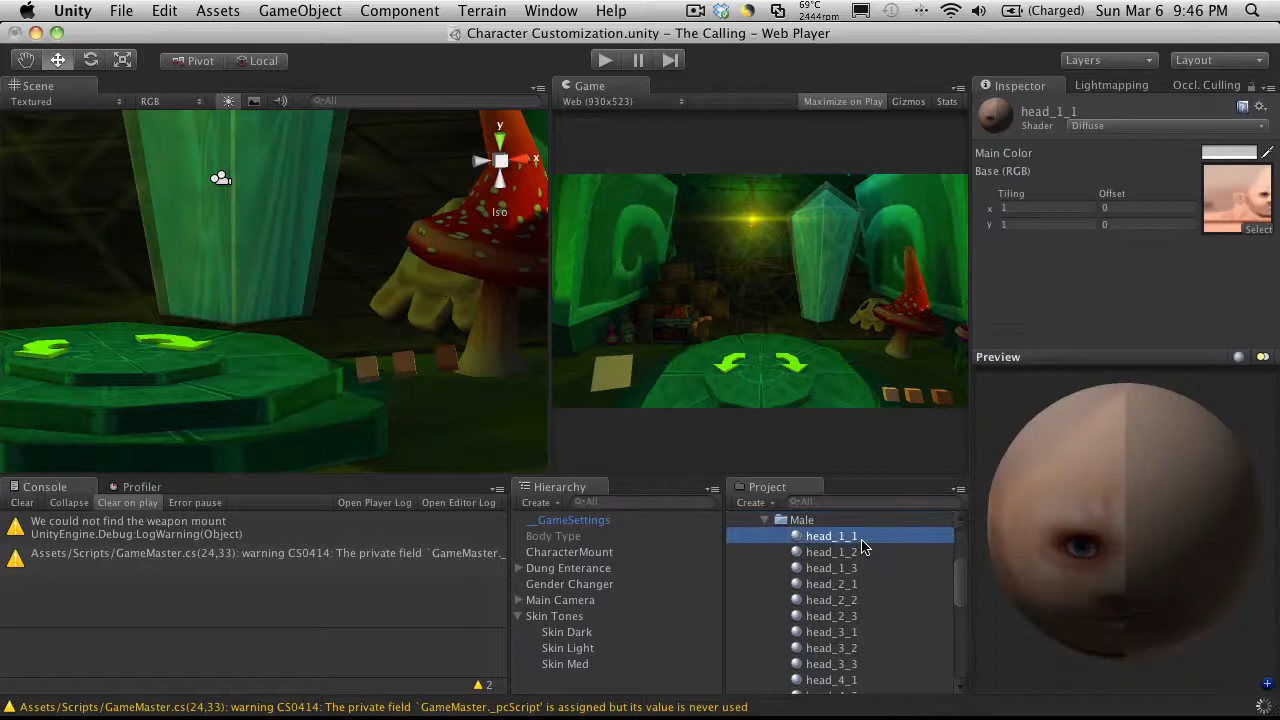 Unity File Edit Assets GameObject Component Terrain Window Help 69°C 2444rpm (Charged) Sun Mar 6 9:46 PM
Character Customization.unity – The Calling – Web Player
Pivot Local Layers Layout
Scene Game Inspector Lightmapping Occl. Culling
Textured RGB All Web (930x523) Maximize on Play Gizmos Stats
head_1_1
Shader Diffuse
Main Color
Base (RGB)
Tiling Offset
x 1 0
y 1 0
Select
y
x
Iso
Preview
Console Profiler Hierarchy Project
Clear Collapse Clear on play Error pause Open Player Log Open Editor Log Create All Create All
We could not find the weapon mount
UnityEngine.Debug:LogWarning(Object)
Assets/Scripts/GameMaster.cs(24,33): warning CS0414: The private field `GameMaster._
2
__GameSettings
Body Type
CharacterMount
Dung Enterance
Gender Changer
Main Camera
Skin Tones
Skin Dark
Skin Light
Skin Med
Male
head_1_1
head_1_2
head_1_3
head_2_1
head_2_2
head_2_3
head_3_1
head_3_2
head_3_3
head_4_1
Assets/Scripts/GameMaster.cs(24,33): warning CS0414: The private field `GameMaster._pcScript' is assigned but its value is never used